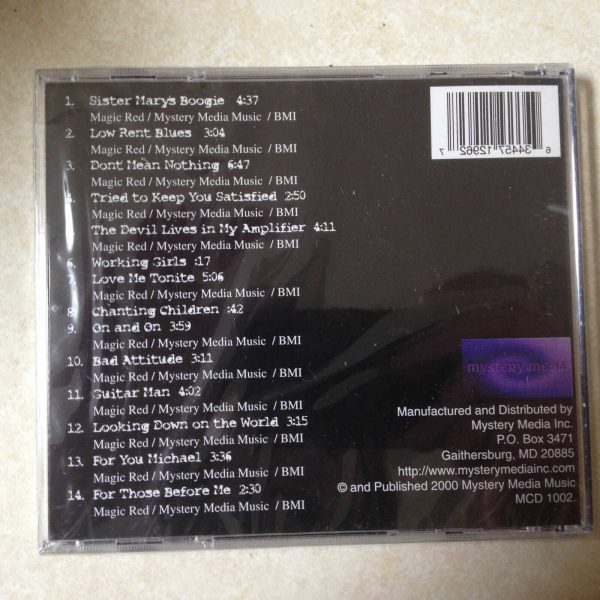 1. Sister Mary's Boogie 4:37
Magic Red / Mystery Media Music / BMI
2. Low Rent Blues 3:04
Magic Red / Mystery Media Music / BMI
3. Dont Mean Nothing 6:47
Magic Red / Mystery Media Music / BMI
Tried to Keep You Satisfied 2:50
Magic Red / Mystery Media Music / BMI
The Devil Lives in My Amplifier 4:11
Magic Red / Mystery Media Music / BMI
6. Working Girls :17
7. Love Me Tonite 5:06
Magic Red / Mystery Media Music / BMI
8. Chanting Children :42
9. On and On 3:59
Magic Red / Mystery Media Music / BMI
10. Bad Attitude 3:11
Magic Red / Mystery Media Music / BMI
11. Guitar Man 4:02
Magic Red / Mystery Media Music / BMI
12. Looking Down on the World 3:15
Magic Red / Mystery Media Music / BMI
13. For You Michael 3:36
Magic Red / Mystery Media Music / BMI
14. For Those Before Me 2:30
Magic Red / Mystery Media Music / BMI
6 34457 12962 7
MYSTERY MEDIA
Manufactured and Distributed by
Mystery Media Inc.
P.O. Box 3471
Gaithersburg, MD 20885
http://www.mysterymediainc.com
© and Published 2000 Mystery Media Music
MCD 1002.